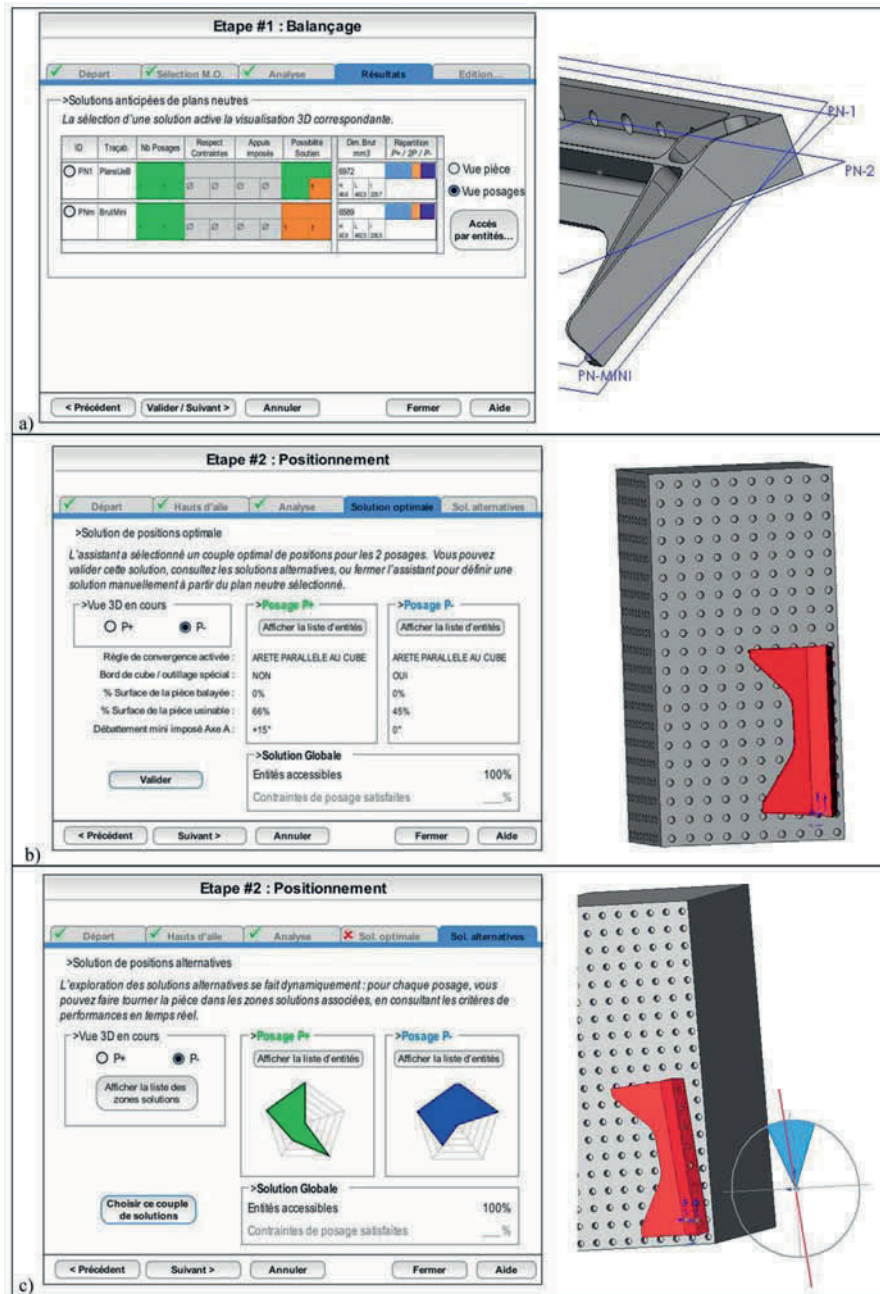 Etape #1 : Balançage
Départ
Sélection M.O.
Analyse
Résultats
Edition...
>Solutions anticipées de plans neutres
La sélection d'une solution active la visualisation 3D correspondante.
ID
Traçab.
Nb Posages
Respect Contraintes
Appuis imposés
Possibilité Soutien
Dim. Brut mm3
Répartition P+ / 2P / P-
PN1
PlansUeB
6972
PNm
BrutMini
6589
Vue pièce
Vue posages
Accès
par entités...
< Précédent
Valider / Suivant >
Annuler
Fermer
Aide
PN-1
PN-2
PN-MINI
a)
Etape #2 : Positionnement
Départ
Hauts d'aile
Analyse
Solution optimale
Sol. alternatives
>Solution de positions optimale
L'assistant a sélectionné un couple optimal de positions pour les 2 posages. Vous pouvez
valider cette solution, consultez les solutions alternatives, ou fermer l'assistant pour définir une
solution manuellement à partir du plan neutre sélectionné.
>Vue 3D en cours
P+
P-
>Posage P+
Afficher la liste d'entités
>Posage P-
Afficher la liste d'entités
Règle de convergence activée : ARETE PARALLELE AU CUBE ARETE PARALLELE AU CUBE
Bord de cube / outillage spécial : NON OUI
% Surface de la pièce balayée : 0% 0%
% Surface de la pièce usinable : 66% 45%
Débattement mini imposé Axe A : +15° 0°
>Solution Globale
Entités accessibles 100%
Contraintes de posage satisfaites ___%
Valider
< Précédent
Suivant >
Annuler
Fermer
Aide
b)
Etape #2 : Positionnement
Départ
Hauts d'aile
Analyse
Sol. optimale
Sol. alternatives
>Solution de positions alternatives
L'exploration des solutions alternatives se fait dynamiquement : pour chaque posage, vous
pouvez faire tourner la pièce dans les zones solutions associées, en consultant les critères de
performances en temps réel.
>Vue 3D en cours
P+
P-
Afficher la liste des
zones solutions
>Posage P+
Afficher la liste d'entités
>Posage P-
Afficher la liste d'entités
Choisir ce couple
de solutions
>Solution Globale
Entités accessibles 100%
Contraintes de posage satisfaites ___%
< Précédent
Suivant >
Annuler
Fermer
Aide
c)